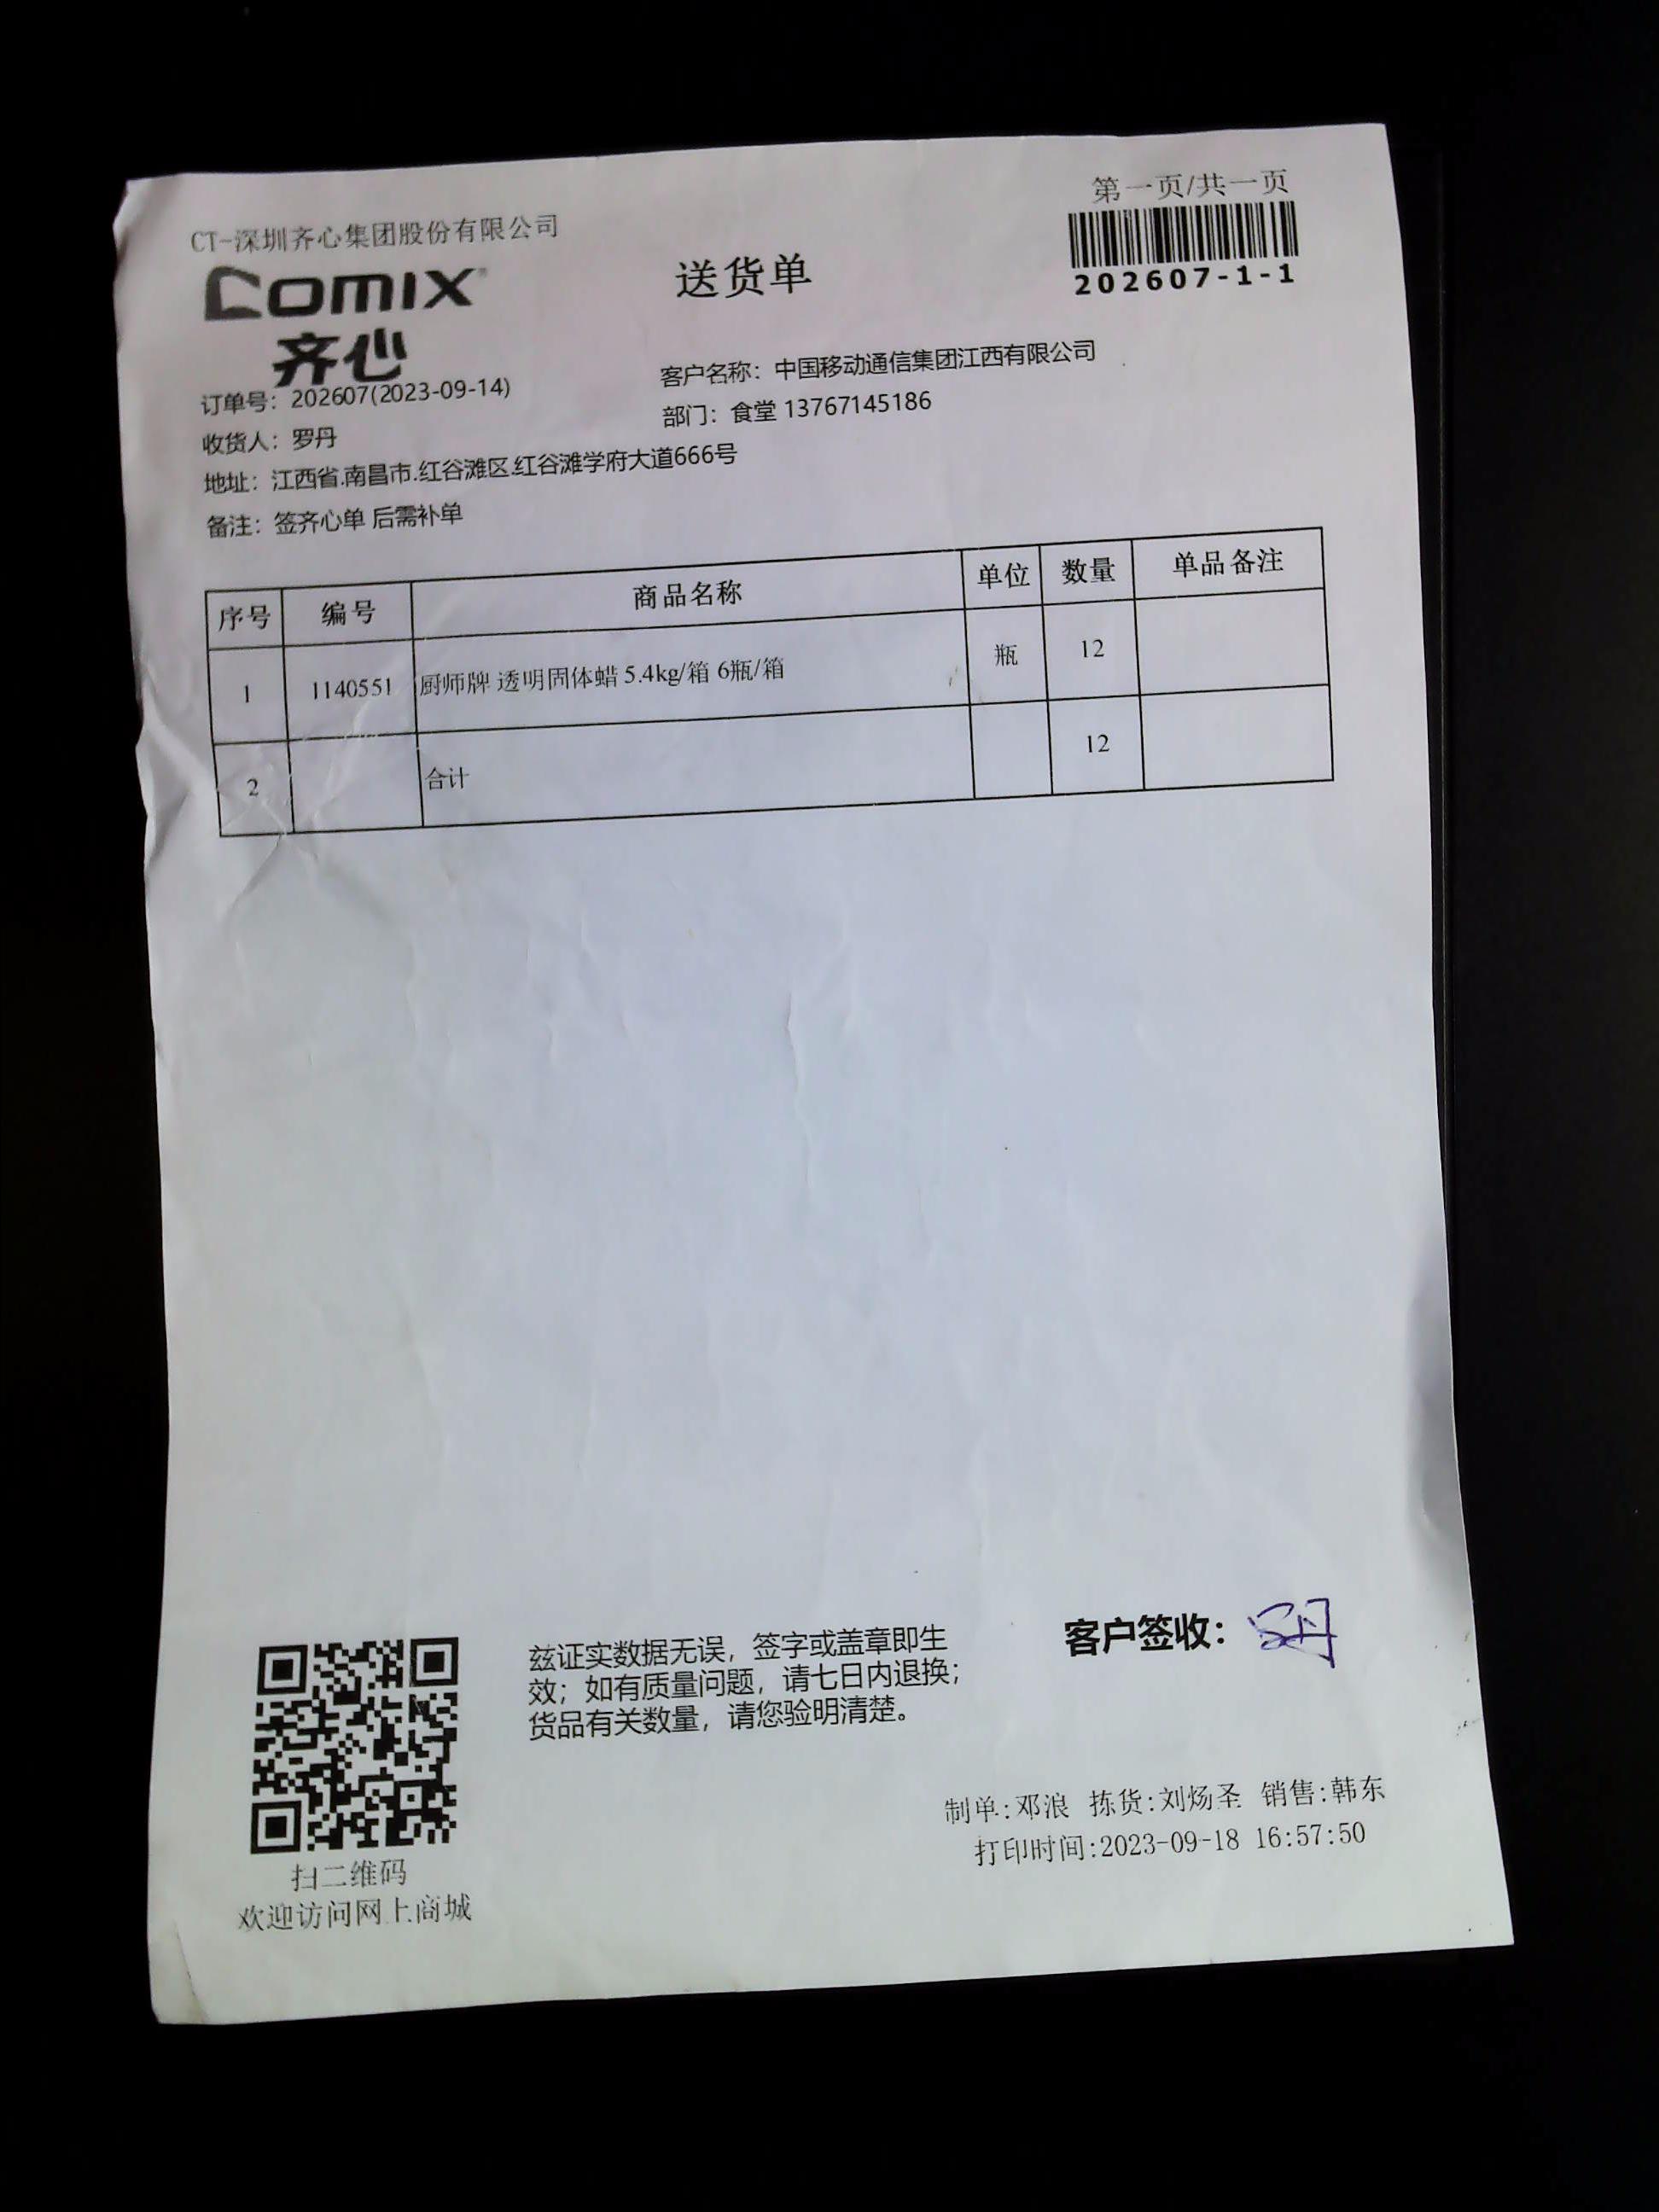 第一页/共一页
CT-深圳齐心集团股份有限公司
COMIX
齐心
送货单
202607-1-1
订单号：202607(2023-09-14)
客户名称：中国移动通信集团江西有限公司
收货人：罗丹
部门：食堂 13767145186
地址：江西省.南昌市.红谷滩区.红谷滩学府大道666号
备注：签齐心单 后需补单
序号 编号 商品名称 单位 数量 单品备注
1 1140551 厨师牌 透明固体蜡 5.4kg/箱 6瓶/箱 瓶 12
2 合计 12
兹证实数据无误，签字或盖章即生
效；如有质量问题，请七日内退换；
货品有关数量，请您验明清楚。
客户签收：
制单:邓浪 拣货:刘炀圣 销售:韩东
打印时间:2023-09-18 16:57:50
扫二维码
欢迎访问网上商城